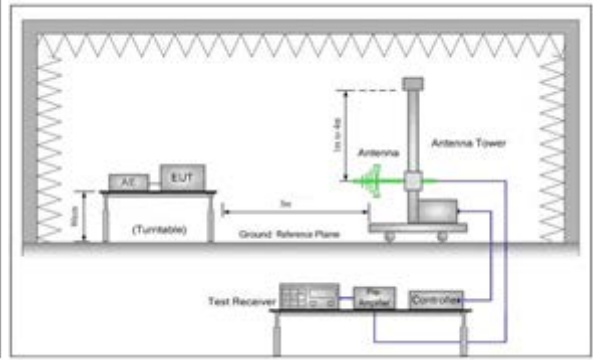 1m to 4m
Antenna
Antenna Tower
AE
EUT
3m
80cm
(Turntable)
Ground Reference Plane
Test Receiver
Pre
Amplifier
Controller